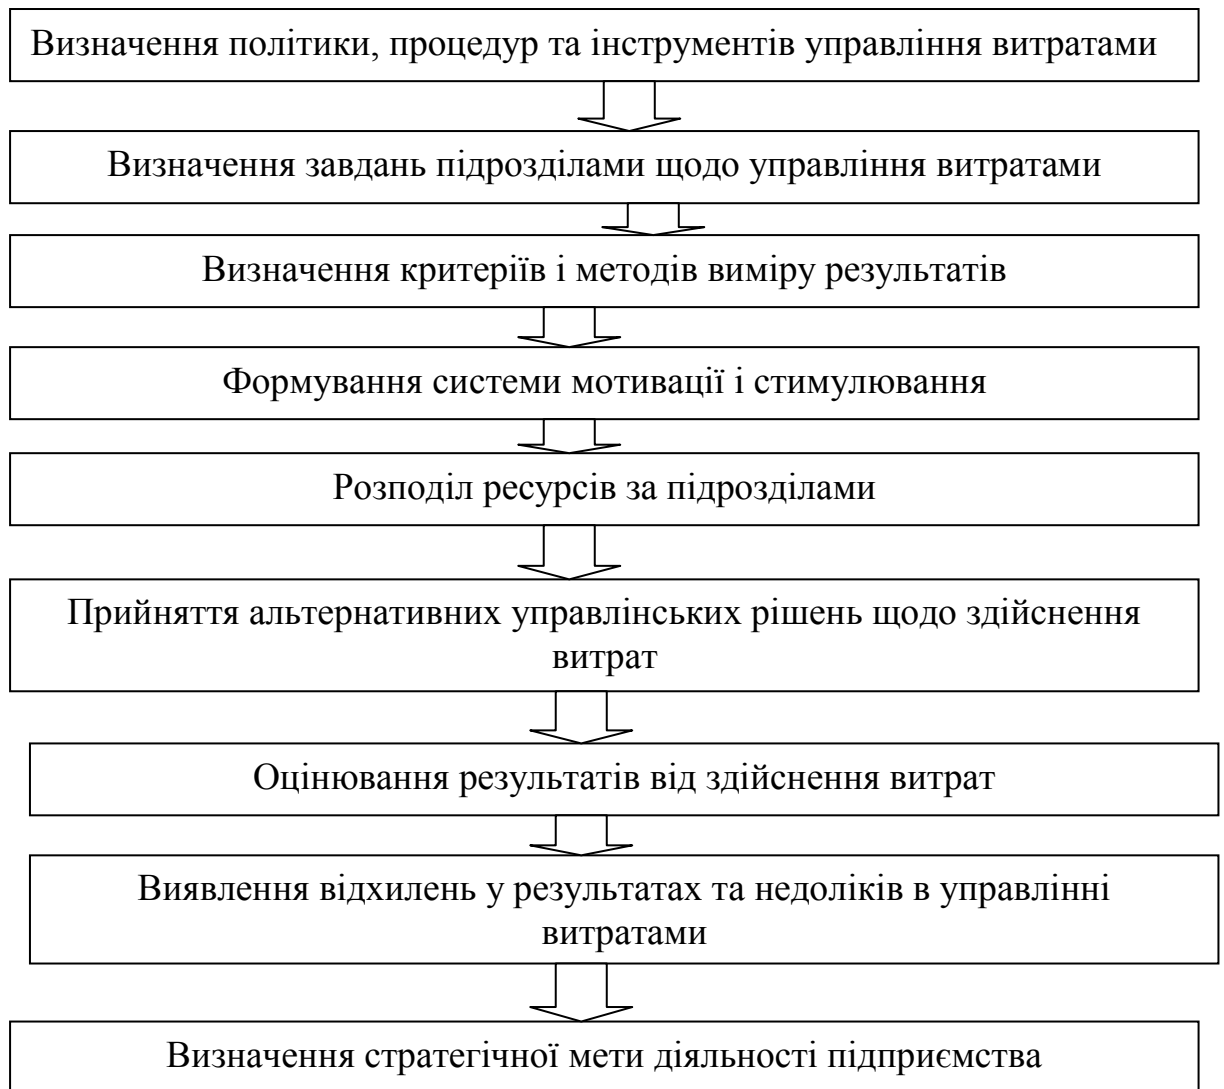 Визначення політики, процедур та інструментів управління витратами
Визначення завдань підрозділами щодо управління витратами
Визначення критеріїв і методів виміру результатів
Формування системи мотивації і стимулювання
Розподіл ресурсів за підрозділами
Прийняття альтернативних управлінських рішень щодо здійснення
витрат
Оцінювання результатів від здійснення витрат
Виявлення відхилень у результатах та недоліків в управлінні
витратами
Визначення стратегічної мети діяльності підприємства